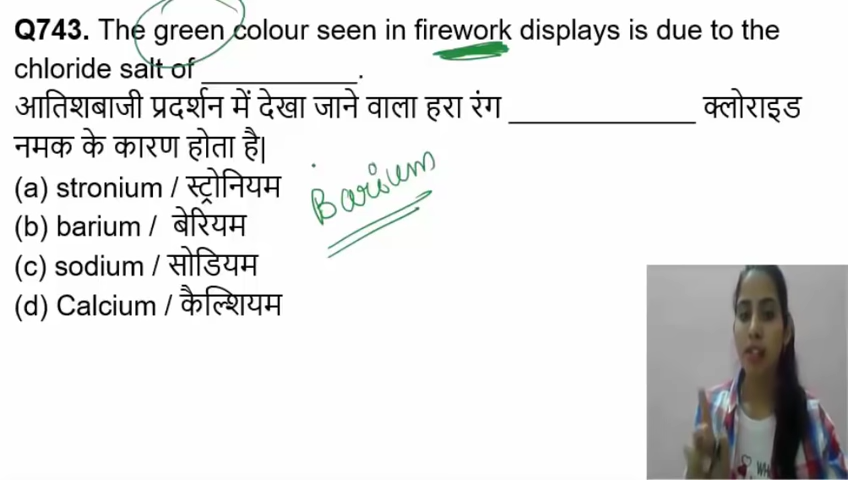 Q743. The green colour seen in firework displays is due to the
chloride salt of ___________.
आतिशबाजी प्रदर्शन में देखा जाने वाला हरा रंग _____________ क्लोराइड
नमक के कारण होता है|
(a) stronium / स्ट्रोनियम
Barium
(b) barium / बेरियम
(c) sodium / सोडियम
(d) Calcium / कैल्शियम